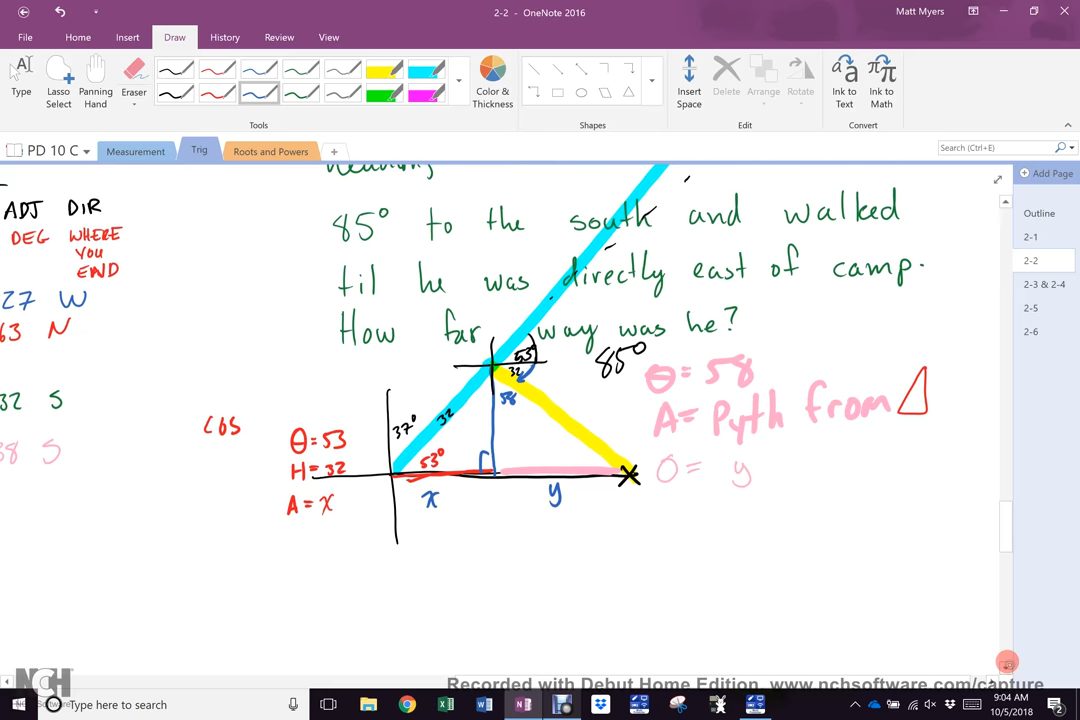 2-2 - OneNote 2016
Matt Myers
File Home Insert Draw History Review View
Type
Lasso Select
Panning Hand
Eraser
Color & Thickness
Insert Space
Delete
Arrange
Rotate
Ink to Text
Ink to Math
Tools
Shapes
Edit
Convert
PD 10 C
Measurement
Trig
Roots and Powers
Search (Ctrl+E)
Add Page
Outline
2-1
2-2
2-3 & 2-4
2-5
2-6
heading,
85° to the south and walked
til he was directly east of camp.
How far way was he?
ADJ DIR
DEG WHERE
YOU
END
27 W
63 N
32 S
38 S
COS
θ = 53
H = 32
A = x
37°
32
53°
53°
32
58
85°
x
y
θ = 58
A = Pyth from △
O = y
NCH
Software
Recorded with Debut Home Edition www.nchsoftware.com/capture
Type here to search
9:04 AM
10/5/2018
2